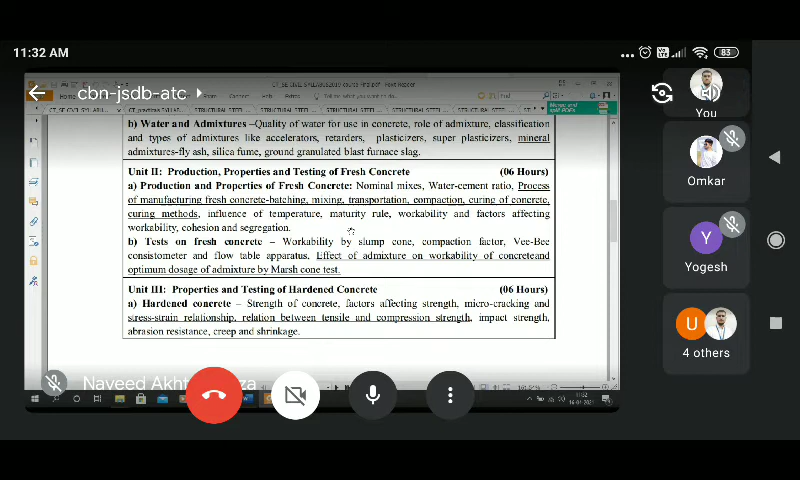 11:32 AM
83
cbn-jsdb-atc
b) Water and Admixtures –Quality of water for use in concrete, role of admixture, classification
and types of admixtures like accelerators, retarders, plasticizers, super plasticizers, mineral
admixtures-fly ash, silica fume, ground granulated blast furnace slag.
Unit II: Production, Properties and Testing of Fresh Concrete (06 Hours)
a) Production and Properties of Fresh Concrete: Nominal mixes, Water-cement ratio, Process
of manufacturing fresh concrete-batching, mixing, transportation, compaction, curing of concrete,
curing methods, influence of temperature, maturity rule, workability and factors affecting
workability, cohesion and segregation.
b) Tests on fresh concrete – Workability by slump cone, compaction factor, Vee-Bee
consistometer and flow table apparatus. Effect of admixture on workability of concreteand
optimum dosage of admixture by Marsh cone test.
Unit III: Properties and Testing of Hardened Concrete (06 Hours)
a) Hardened concrete – Strength of concrete, factors affecting strength, micro-cracking and
stress-strain relationship, relation between tensile and compression strength, impact strength,
abrasion resistance, creep and shrinkage.
Naveed Akht
You
Omkar
Y
Yogesh
U
4 others
11:32